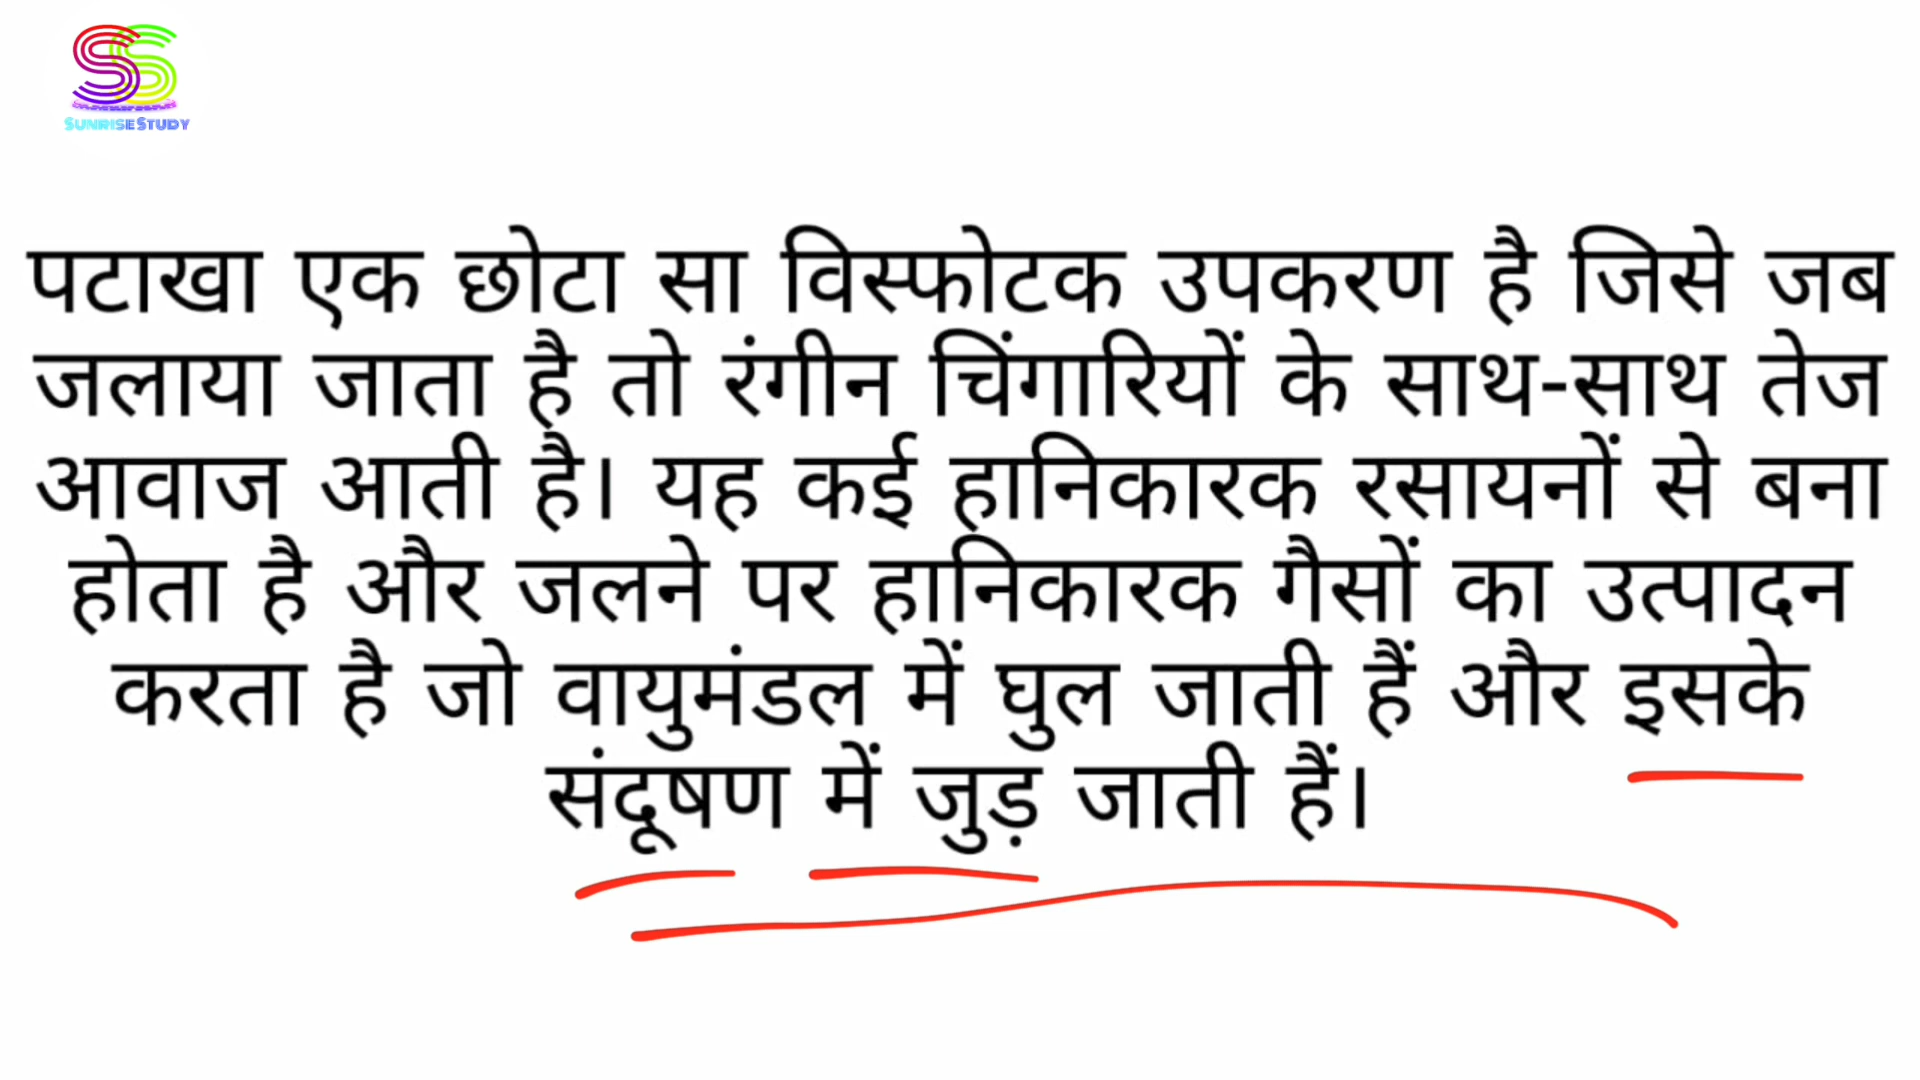 SS
SUNRISE STUDY
पटाखा एक छोटा सा विस्फोटक उपकरण है जिसे जब
जलाया जाता है तो रंगीन चिंगारियों के साथ-साथ तेज
आवाज आती है। यह कई हानिकारक रसायनों से बना
होता है और जलने पर हानिकारक गैसों का उत्पादन
करता है जो वायुमंडल में घुल जाती हैं और इसके
संदूषण में जुड़ जाती हैं।